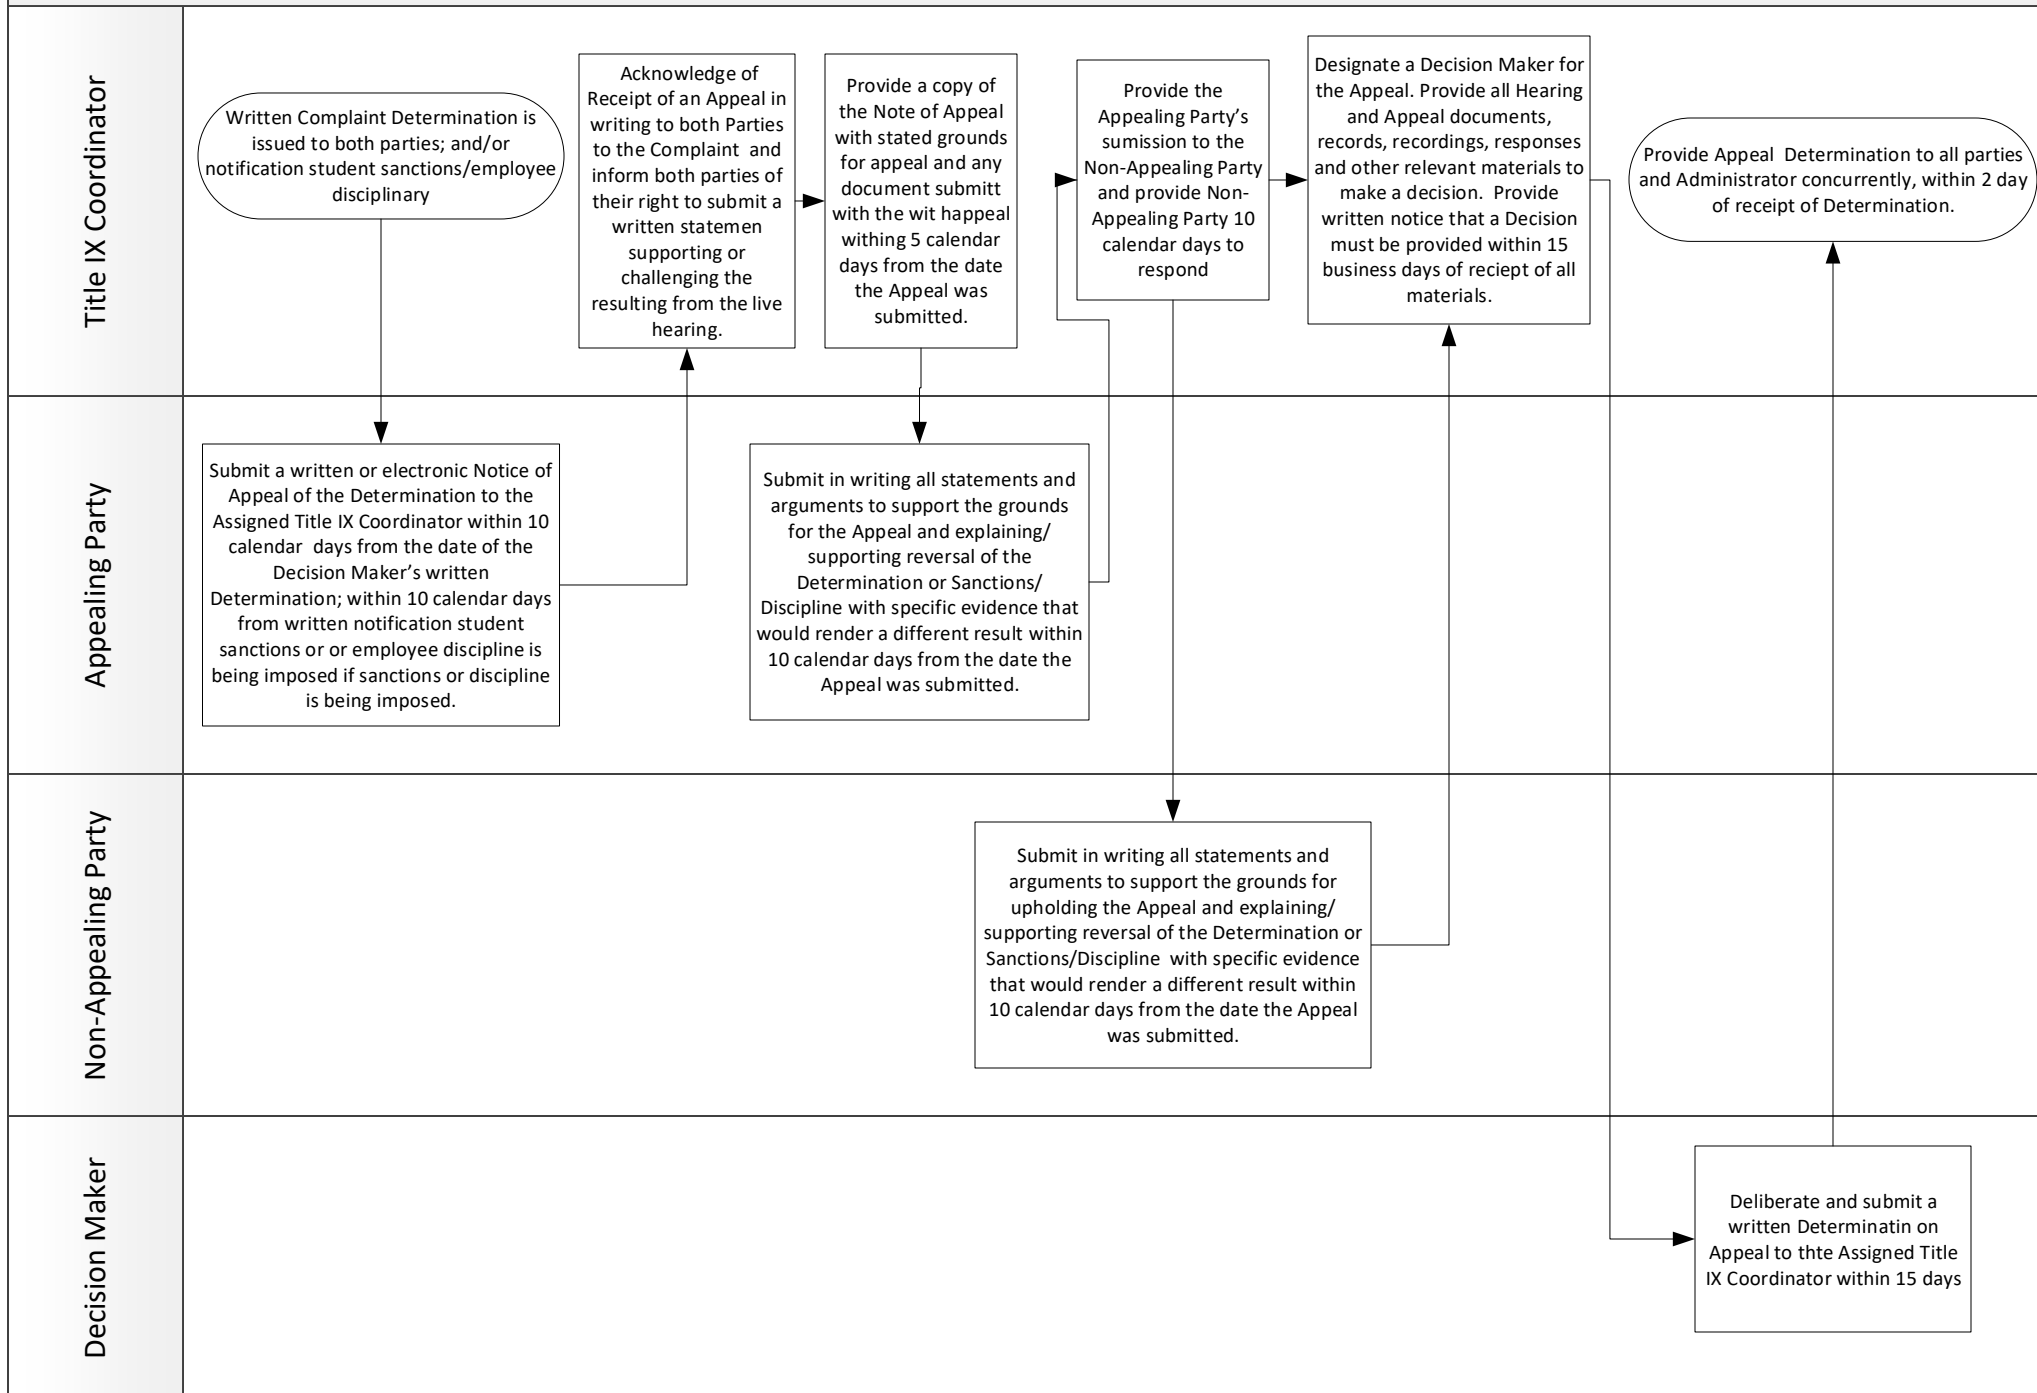 Title IX Coordinator
Written Complaint Determination is
issued to both parties; and/or
notification student sanctions/employee
disciplinary
Acknowledge of
Receipt of an Appeal in
writing to both Parties
to the Complaint and
inform both parties of
their right to submit a
written statemen
supporting or
challenging the
resulting from the live
hearing.
Provide a copy of
the Note of Appeal
with stated grounds
for appeal and any
document submitt
with the wit happeal
withing 5 calendar
days from the date
the Appeal was
submitted.
Provide the
Appealing Party’s
sumission to the
Non-Appealing Party
and provide Non-
Appealing Party 10
calendar days to
respond
Designate a Decision Maker for
the Appeal. Provide all Hearing
and Appeal documents,
records, recordings, responses
and other relevant materials to
make a decision. Provide
written notice that a Decision
must be provided within 15
business days of reciept of all
materials.
Provide Appeal Determination to all parties
and Administrator concurrently, within 2 day
of receipt of Determination.
Appealing Party
Submit a written or electronic Notice of
Appeal of the Determination to the
Assigned Title IX Coordinator within 10
calendar days from the date of the
Decision Maker’s written
Determination; within 10 calendar days
from written notification student
sanctions or or employee discipline is
being imposed if sanctions or discipline
is being imposed.
Submit in writing all statements and
arguments to support the grounds
for the Appeal and explaining/
supporting reversal of the
Determination or Sanctions/
Discipline with specific evidence that
would render a different result within
10 calendar days from the date the
Appeal was submitted.
Non-Appealing Party
Submit in writing all statements and
arguments to support the grounds for
upholding the Appeal and explaining/
supporting reversal of the Determination or
Sanctions/Discipline with specific evidence
that would render a different result within
10 calendar days from the date the Appeal
was submitted.
Decision Maker
Deliberate and submit a
written Determinatin on
Appeal to thte Assigned Title
IX Coordinator within 15 days